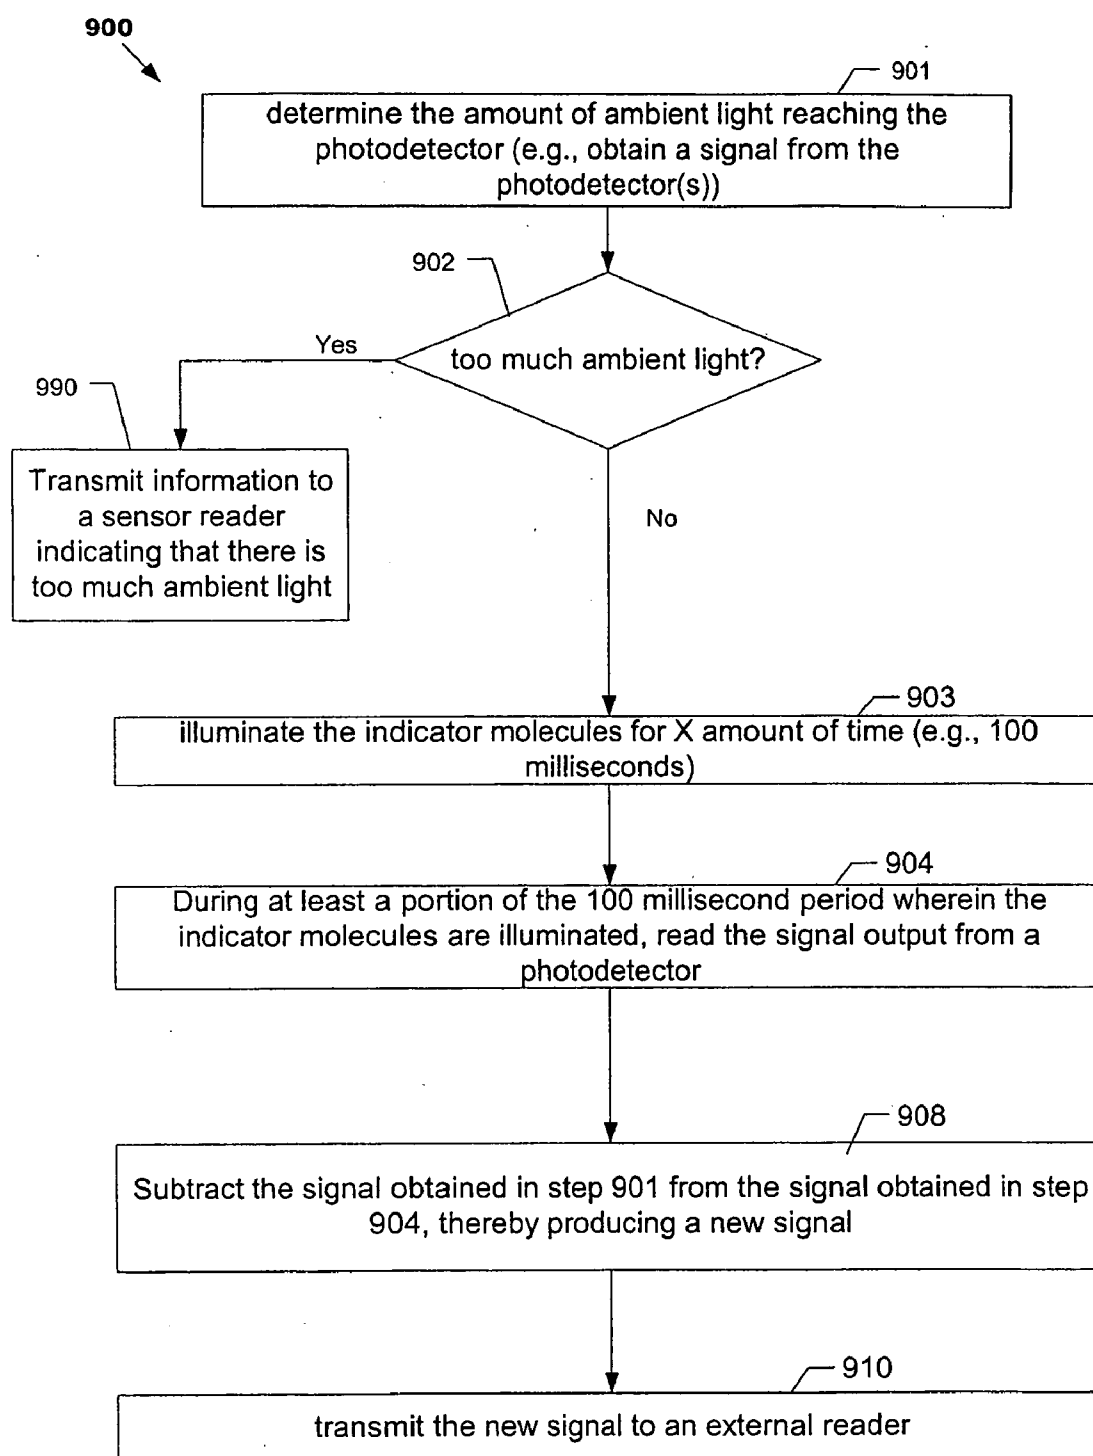 900
901
determine the amount of ambient light reaching the
photodetector (e.g., obtain a signal from the
photodetector(s))
902
too much ambient light?
Yes
990
Transmit information to
a sensor reader
indicating that there is
too much ambient light
No
903
illuminate the indicator molecules for X amount of time (e.g., 100
milliseconds)
904
During at least a portion of the 100 millisecond period wherein the
indicator molecules are illuminated, read the signal output from a
photodetector
908
Subtract the signal obtained in step 901 from the signal obtained in step
904, thereby producing a new signal
910
transmit the new signal to an external reader